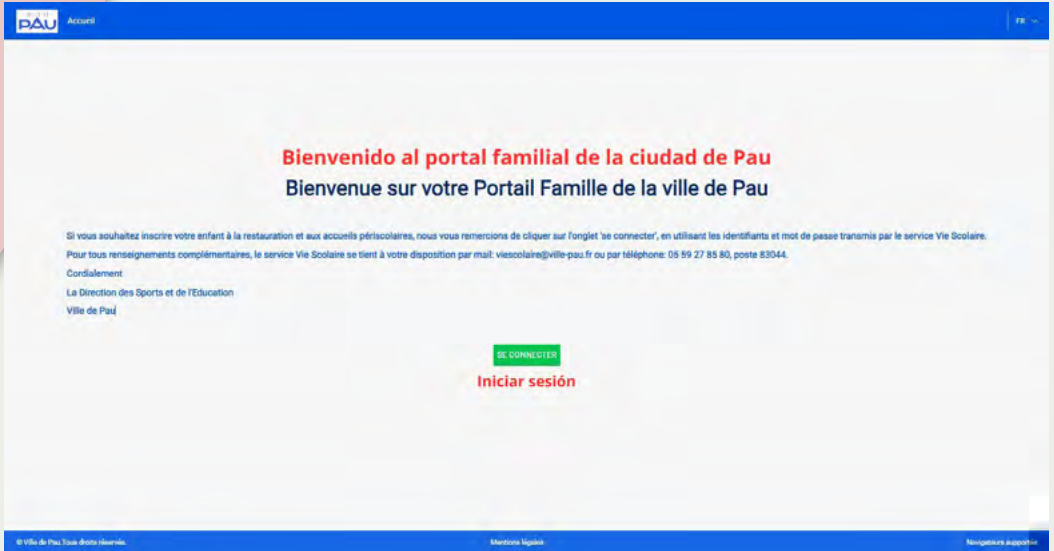 PAU
Accueil
FR
Bienvenido al portal familial de la ciudad de Pau
Bienvenue sur votre Portail Famille de la ville de Pau
Si vous souhaitez inscrire votre enfant à la restauration et aux accueils périscolaires, nous vous remercions de cliquer sur l'onglet 'se connecter', en utilisant les identifiants et mot de passe transmis par le service Vie Scolaire.
Pour tous renseignements complémentaires, le service Vie Scolaire se tient à votre disposition par mail: viescolaire@ville-pau.fr ou par téléphone: 05 59 27 85 80, poste 83044.
Cordialement
La Direction des Sports et de l'Education
Ville de Pau
SE CONNECTER
Iniciar sesión
© Ville de Pau. Tous droits réservés.
Mentions légales
Navigateurs supportés